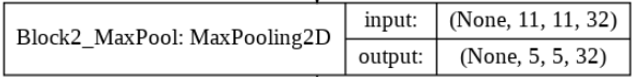 Block2_MaxPool: MaxPooling2D
input: (None, 11, 11, 32)
output: (None, 5, 5, 32)